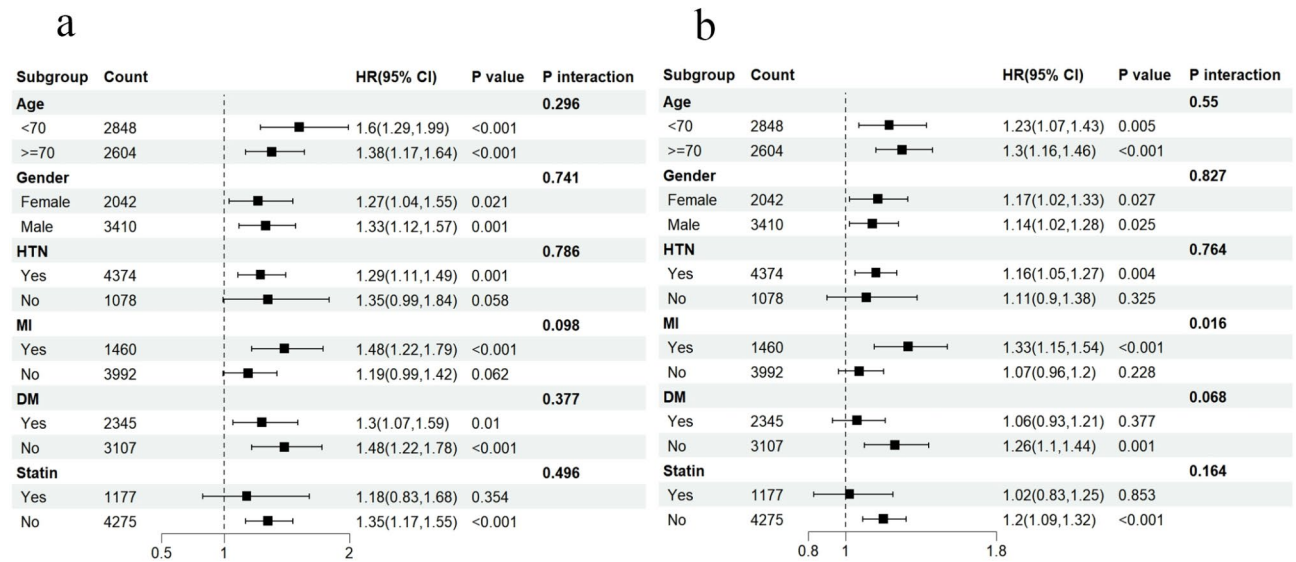 a
Subgroup Count HR(95% CI) P value P interaction
Age 0.296
<70 2848 1.6(1.29,1.99) <0.001
>=70 2604 1.38(1.17,1.64) <0.001
Gender 0.741
Female 2042 1.27(1.04,1.55) 0.021
Male 3410 1.33(1.12,1.57) 0.001
HTN 0.786
Yes 4374 1.29(1.11,1.49) 0.001
No 1078 1.35(0.99,1.84) 0.058
MI 0.098
Yes 1460 1.48(1.22,1.79) <0.001
No 3992 1.19(0.99,1.42) 0.062
DM 0.377
Yes 2345 1.3(1.07,1.59) 0.01
No 3107 1.48(1.22,1.78) <0.001
Statin 0.496
Yes 1177 1.18(0.83,1.68) 0.354
No 4275 1.35(1.17,1.55) <0.001
0.5 1 2
b
Subgroup Count HR(95% CI) P value P interaction
Age 0.55
<70 2848 1.23(1.07,1.43) 0.005
>=70 2604 1.3(1.16,1.46) <0.001
Gender 0.827
Female 2042 1.17(1.02,1.33) 0.027
Male 3410 1.14(1.02,1.28) 0.025
HTN 0.764
Yes 4374 1.16(1.05,1.27) 0.004
No 1078 1.11(0.9,1.38) 0.325
MI 0.016
Yes 1460 1.33(1.15,1.54) <0.001
No 3992 1.07(0.96,1.2) 0.228
DM 0.068
Yes 2345 1.06(0.93,1.21) 0.377
No 3107 1.26(1.1,1.44) 0.001
Statin 0.164
Yes 1177 1.02(0.83,1.25) 0.853
No 4275 1.2(1.09,1.32) <0.001
0.8 1 1.8